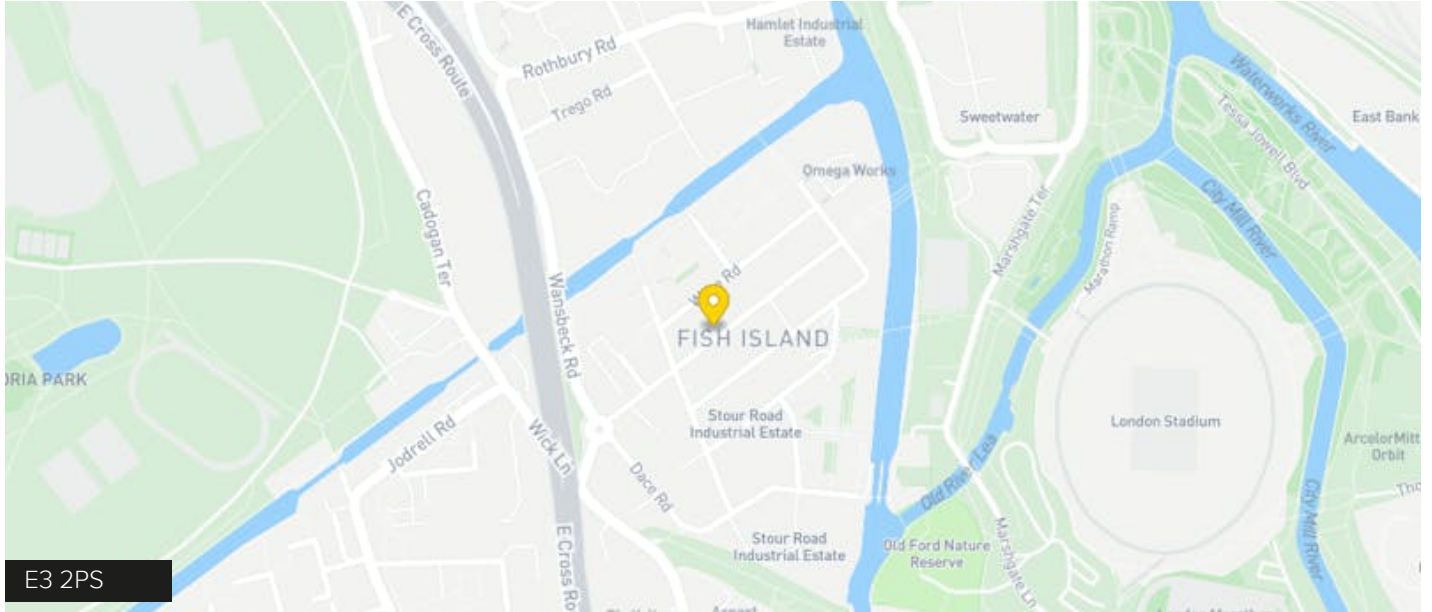 E Cross Route
Rothbury Rd
Hamlet Industrial
Estate
Trego Rd
Sweetwater
Waterworks River
Tessa Jowell Blvd
East Bank
Omega Works
Cadogan Ter
Marshgate Ter
City Mill River
Marathon Ramp
Wansbeck Rd
Rd
FISH ISLAND
ORIA PARK
Stour Road
Industrial Estate
London Stadium
Jodrell Rd
Wick Ln
ArcelorMitt
Orbit
Dace Rd
Old River Lea
City Mill River
Tho
E Cross Ro
Stour Road
Industrial Estate
Old Ford Nature
Reserve
Marshgate Ln
E3 2PS